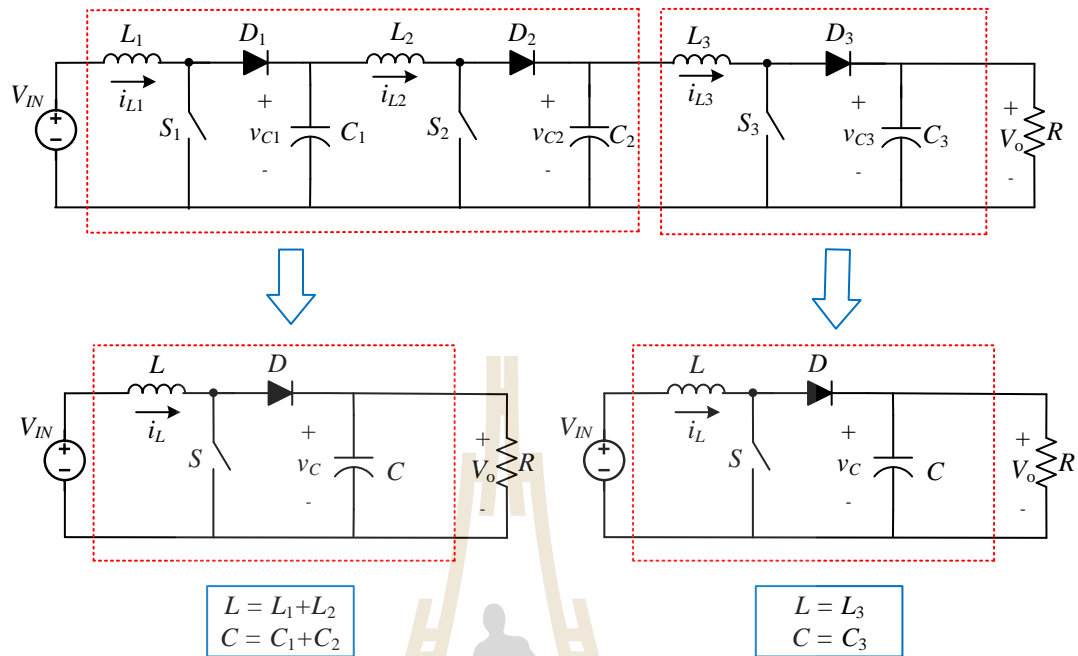 L1 D1 L2 D2 L3 D3
VIN iL1 iL2 iL3
+ S1 vC1 C1 + S2 vC2 C2 + S3 vC3 C3 + Vo R
- - - -
L D L D
VIN iL VIN iL
+ S vC C + Vo R + S vC C + Vo R
- - - -
L = L1+L2
C = C1+C2
L = L3
C = C3